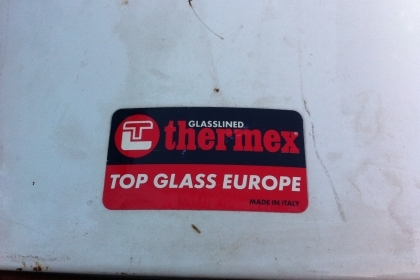 GLASSLINED
thermex
TOP GLASS EUROPE
MADE IN ITALY